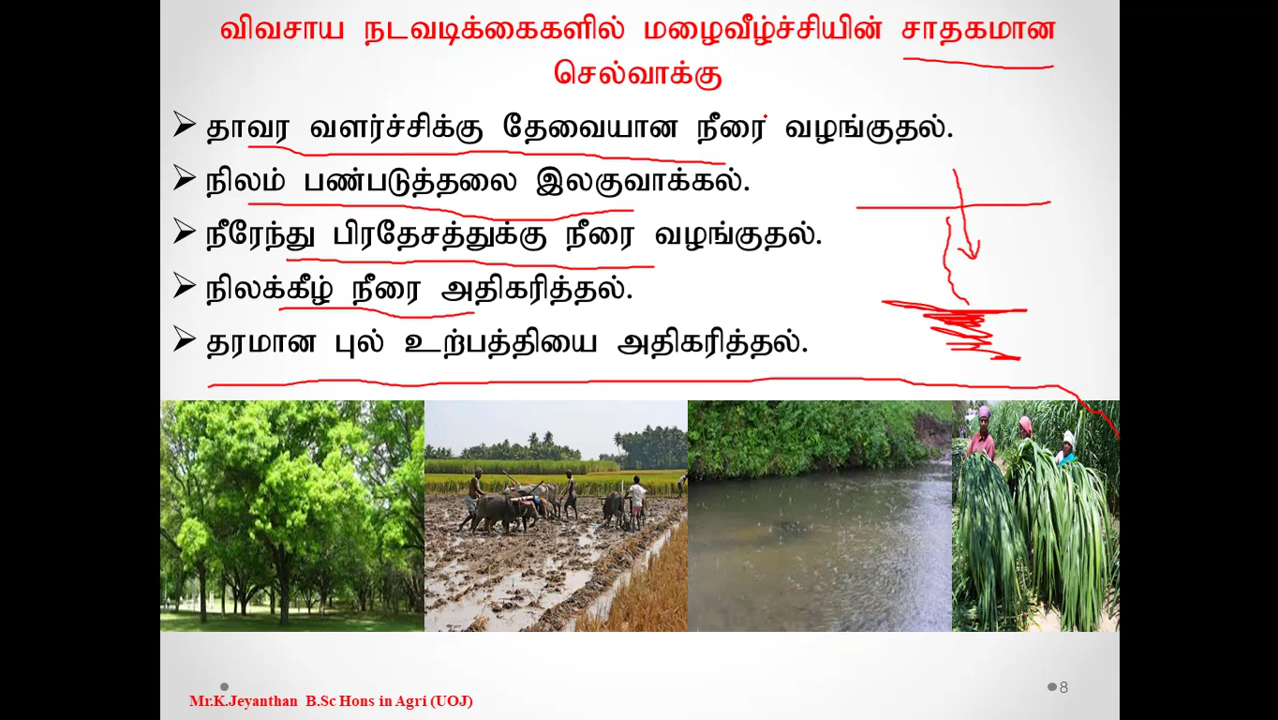 விவசாய நடவடிக்கைகளில் மழைவீழ்ச்சியின் சாதகமான
செல்வாக்கு
தாவர வளர்ச்சிக்கு தேவையான நீரை வழங்குதல்.
நிலம் பண்படுத்தலை இலகுவாக்கல்.
நீரேந்து பிரதேசத்துக்கு நீரை வழங்குதல்.
நிலக்கீழ் நீரை அதிகரித்தல்.
தரமான புல் உற்பத்தியை அதிகரித்தல்.
Mr.K.Jeyanthan B.Sc Hons in Agri (UOJ)
8